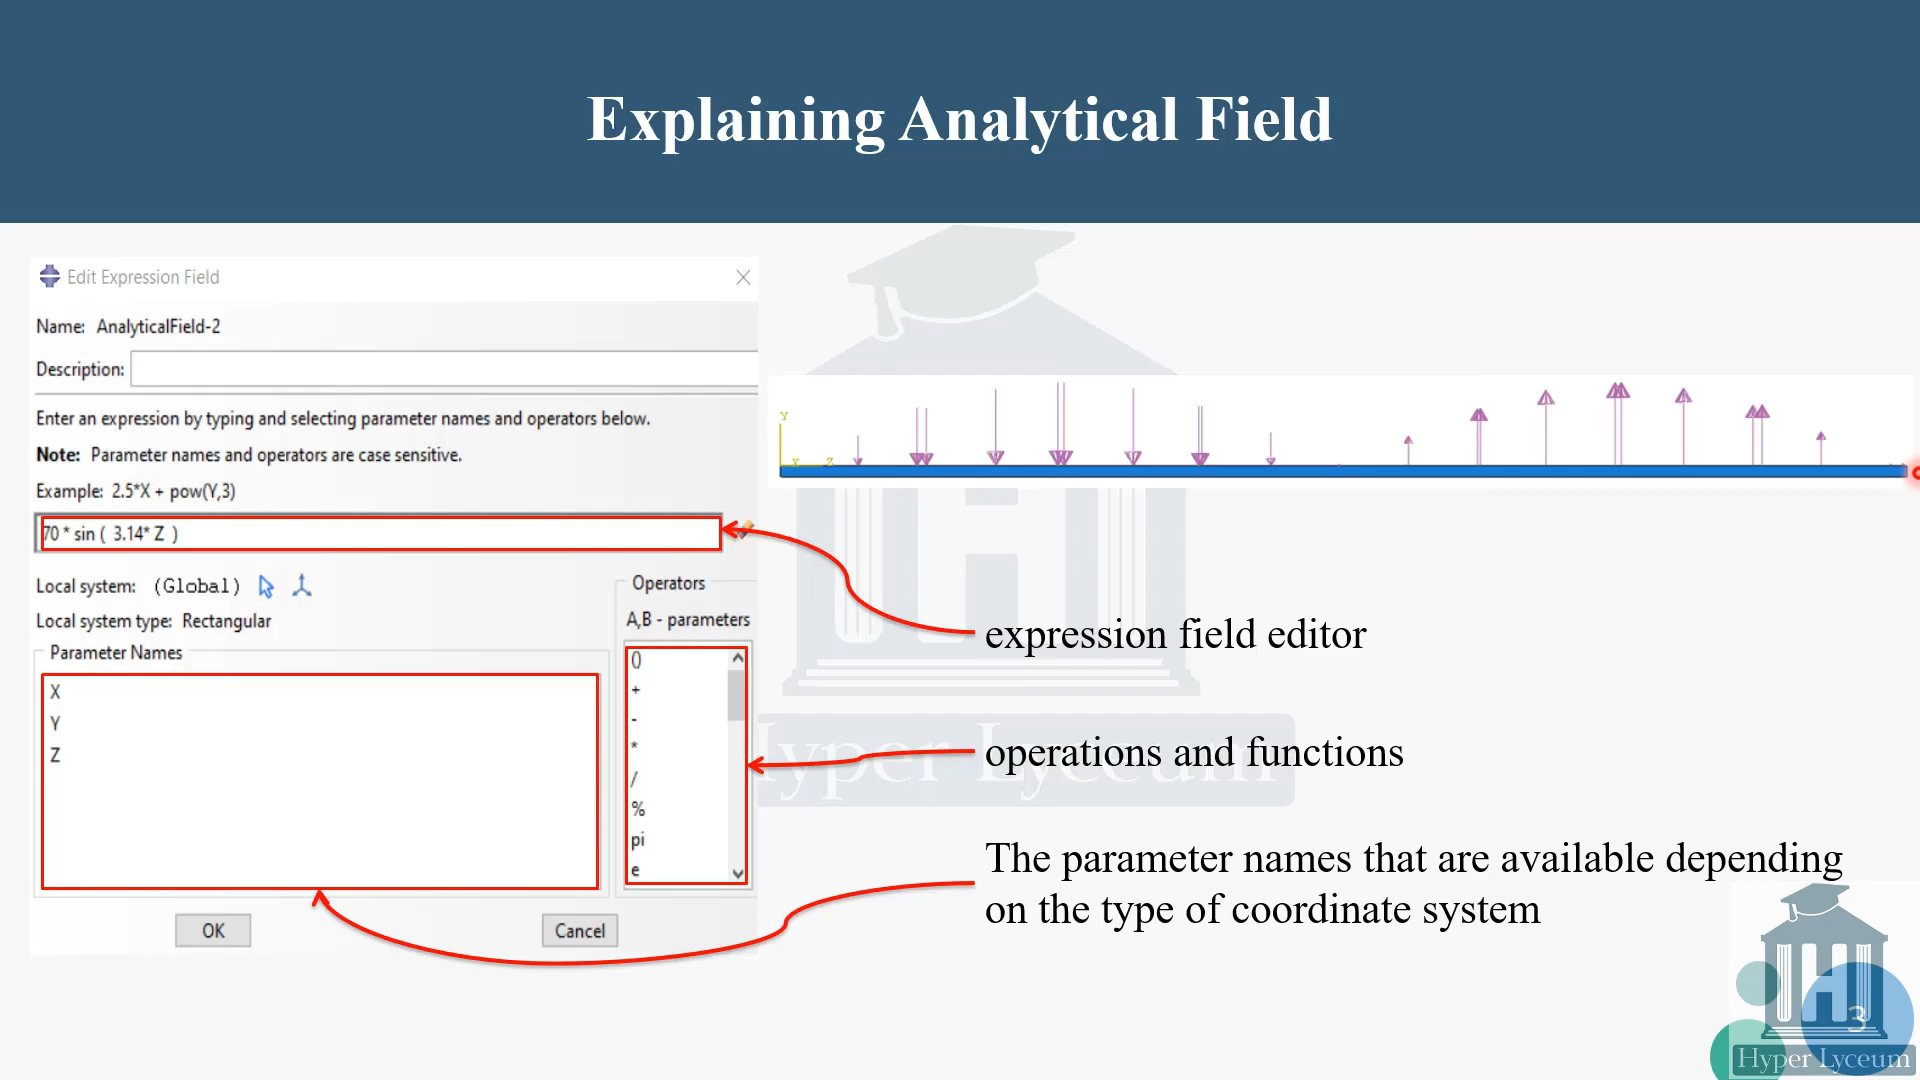 Explaining Analytical Field
Edit Expression Field
Name: AnalyticalField-2
Description:
Enter an expression by typing and selecting parameter names and operators below.
Note: Parameter names and operators are case sensitive.
Example: 2.5*X + pow(Y,3)
70 * sin ( 3.14* Z )
Local system: (Global)
Local system type: Rectangular
Parameter Names
X
Y
Z
Operators
A,B - parameters
()
+
-
*
/
%
pi
e
OK
Cancel
Y
X
Z
expression field editor
operations and functions
The parameter names that are available depending
on the type of coordinate system
Hyper Lyceum
3
Hyper Lyceum